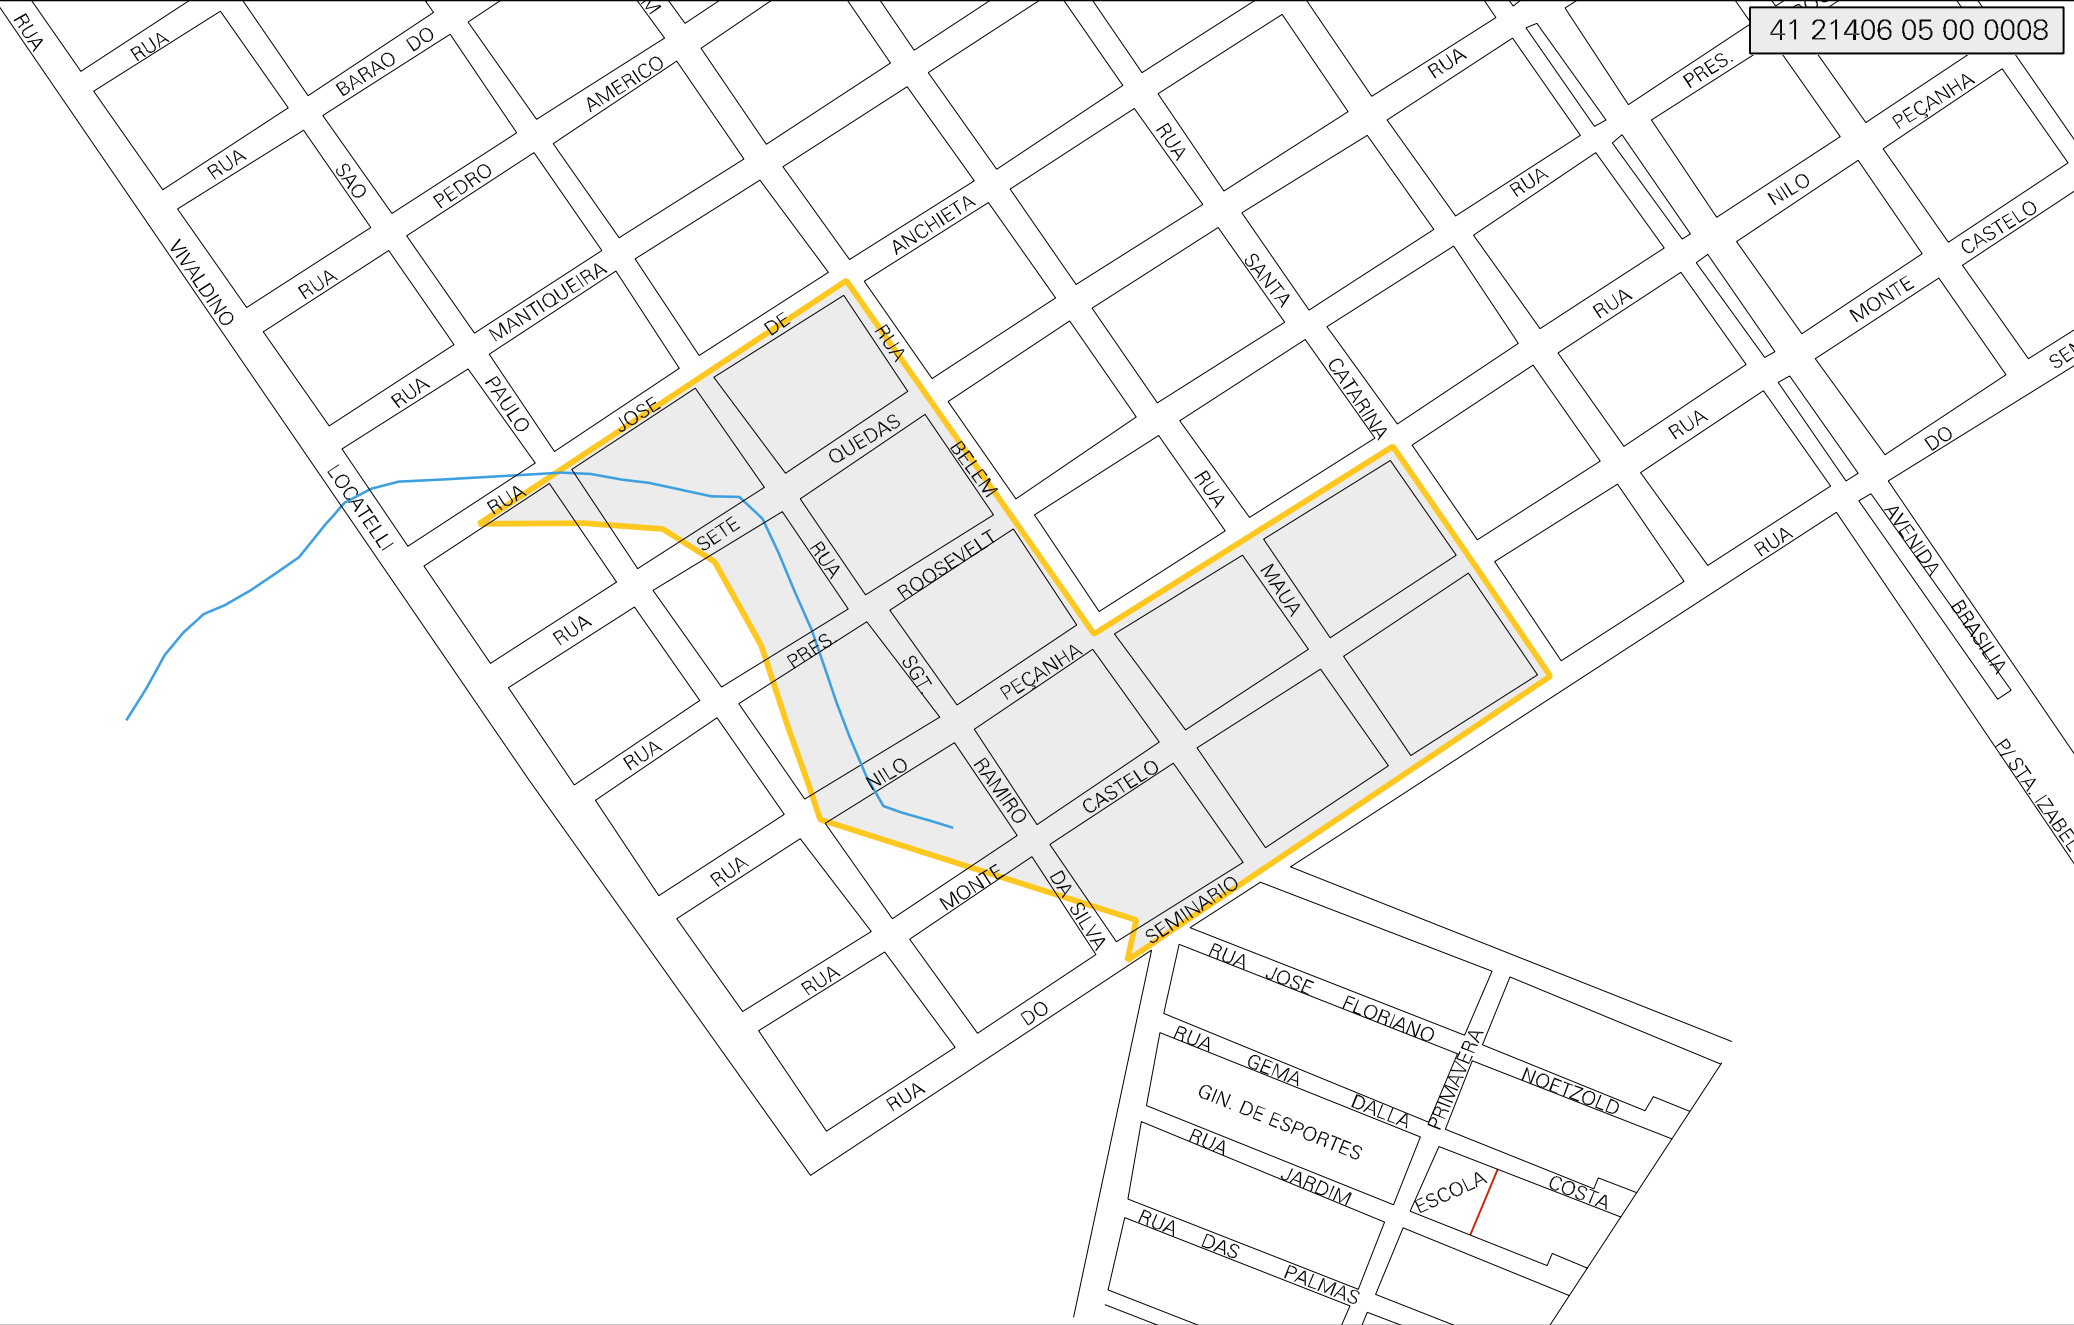 41 21406 05 00 0008
RUA
RUA
BARAO DO
AMERICO
RUA
PRES.
PEÇANHA
RUA
SAO
PEDRO
RUA
RUA
NILO
CASTELO
VIVALDINO
RUA
MANTIQUEIRA
ANCHIETA
SANTA
RUA
MONTE
DE
RUA
CATARINA
RUA
PAULO
JOSE
QUEDAS
BELEM
RUA
DO
LOCATELLI
RUA
SETE
RUA
ROOSEVELT
RUA
MAUA
RUA
AVENIDA BRASILIA
RUA
PRES
SGT
PEÇANHA
RUA
NILO
RAMIRO
CASTELO
P/ STA. IZABEL
RUA
MONTE
DA SILVA
SEMINARIO
RUA
DO
RUA
RUA JOSE FLORIANO
NOETZOLD
PRIMAVERA
RUA GEMA DALLA
COSTA
GIN. DE ESPORTES
RUA JARDIM
ESCOLA
RUA DAS PALMAS